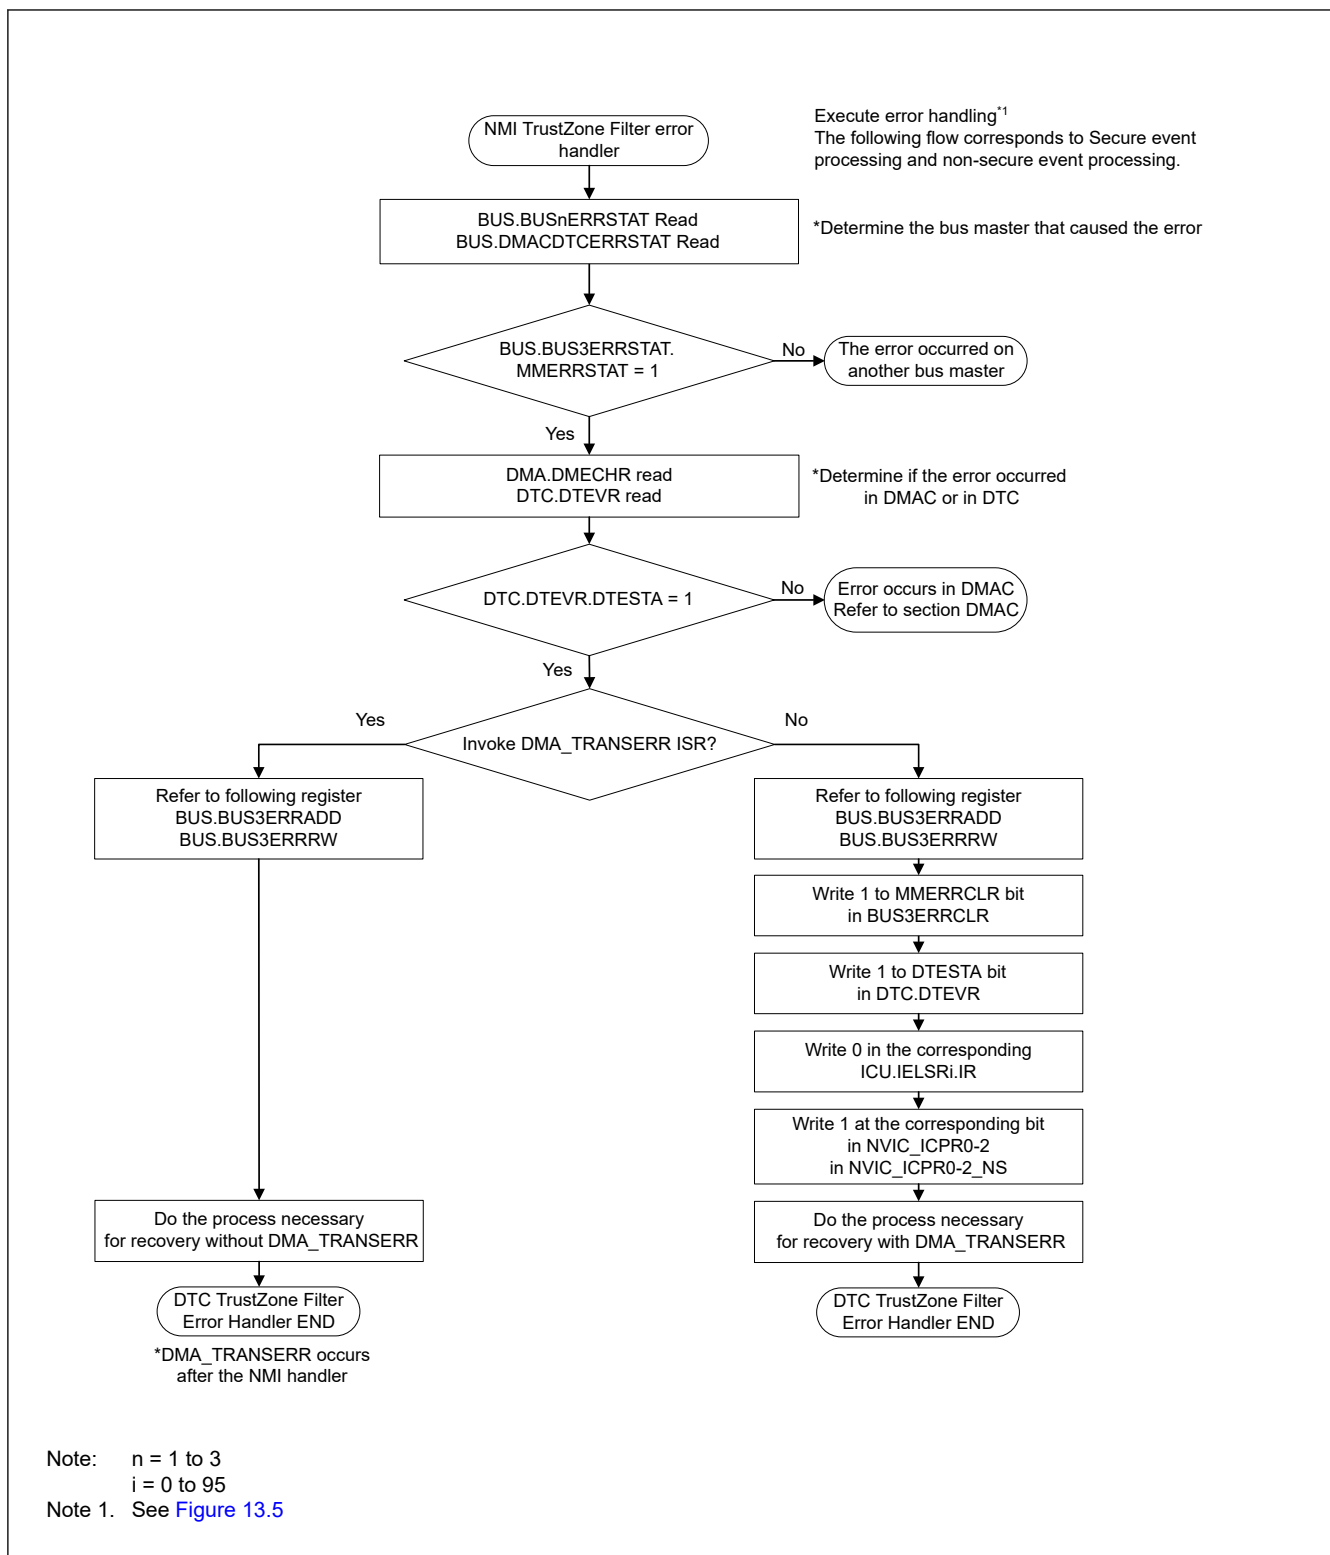 NMI TrustZone Filter error
handler
Execute error handling*1
The following flow corresponds to Secure event
processing and non-secure event processing.
BUS.BUSnERRSTAT Read
BUS.DMACDTCERRSTAT Read
*Determine the bus master that caused the error
BUS.BUS3ERRSTAT.
MMERRSTAT = 1
No
The error occurred on
another bus master
Yes
DMA.DMECHR read
DTC.DTEVR read
*Determine if the error occurred
in DMAC or in DTC
DTC.DTEVR.DTESTA = 1
No
Error occurs in DMAC
Refer to section DMAC
Yes
Invoke DMA_TRANSERR ISR?
Yes
No
Refer to following register
BUS.BUS3ERRADD
BUS.BUS3ERRRW
Refer to following register
BUS.BUS3ERRADD
BUS.BUS3ERRRW
Write 1 to MMERRCLR bit
in BUS3ERRCLR
Write 1 to DTESTA bit
in DTC.DTEVR
Write 0 in the corresponding
ICU.IELSRi.IR
Write 1 at the corresponding bit
in NVIC_ICPR0-2
in NVIC_ICPR0-2_NS
Do the process necessary
for recovery without DMA_TRANSERR
Do the process necessary
for recovery with DMA_TRANSERR
DTC TrustZone Filter
Error Handler END
DTC TrustZone Filter
Error Handler END
*DMA_TRANSERR occurs
after the NMI handler
Note: n = 1 to 3
i = 0 to 95
Note 1. See Figure 13.5